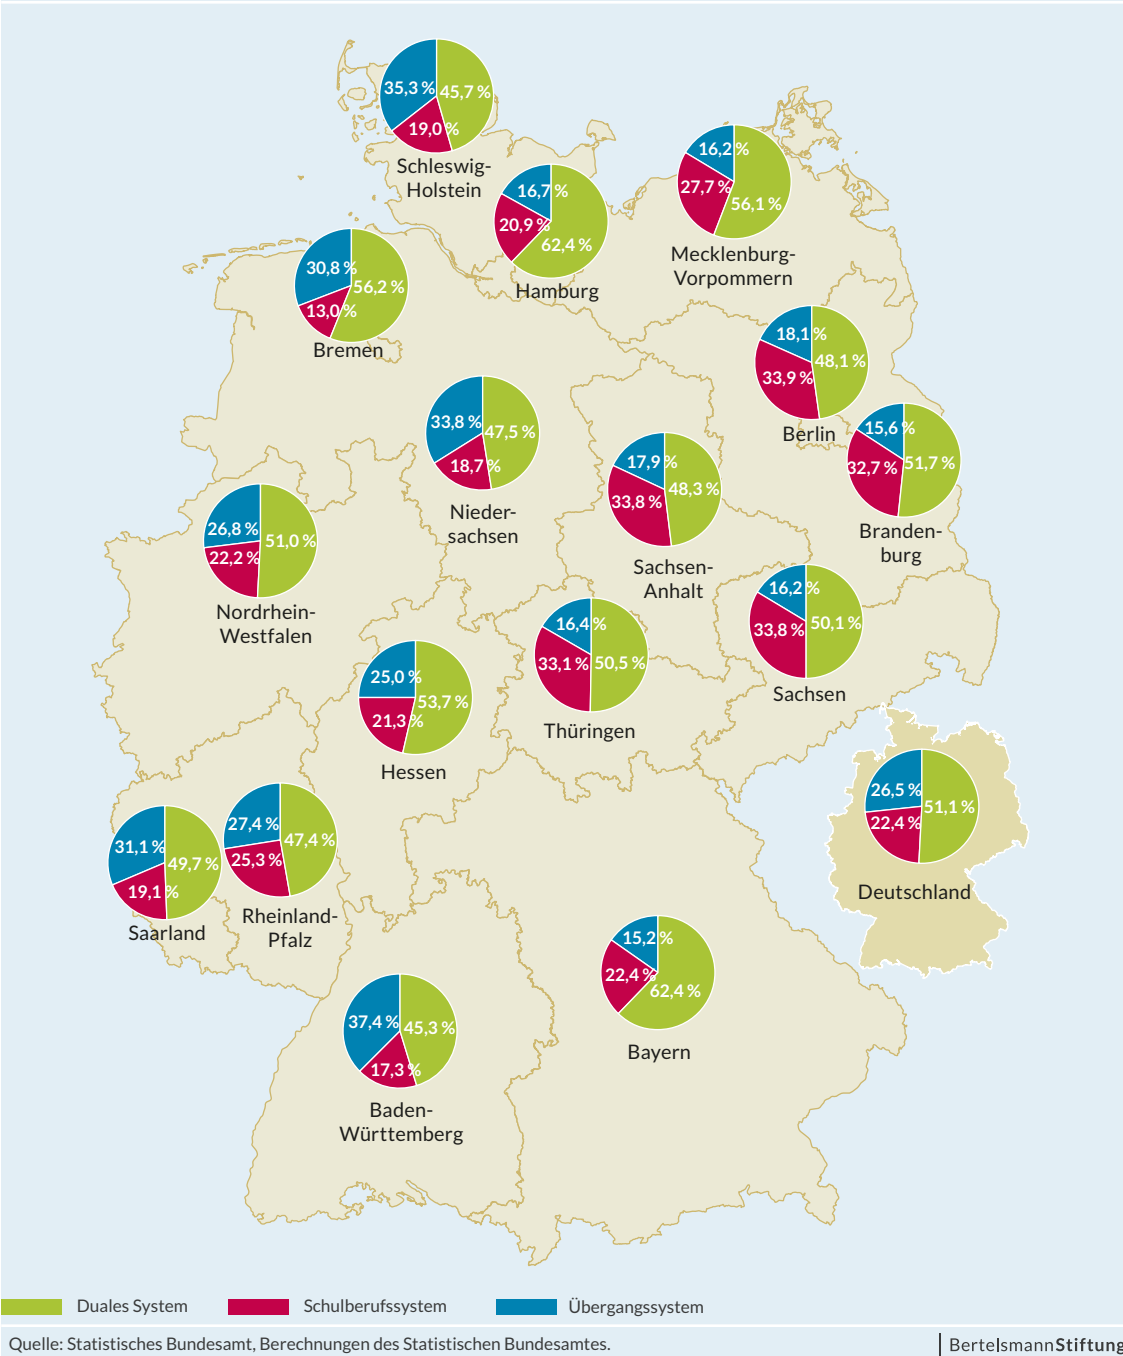 35,3 %
45,7 %
19,0 %
Schleswig-
Holstein
16,2 %
27,7 %
56,1 %
Mecklenburg-
Vorpommern
16,7 %
20,9 %
62,4 %
Hamburg
30,8 %
56,2 %
13,0 %
Bremen
18,1 %
48,1 %
33,9 %
Berlin
33,8 %
47,5 %
18,7 %
Nieder-
sachsen
15,6 %
32,7 %
51,7 %
Branden-
burg
17,9 %
48,3 %
33,8 %
Sachsen-
Anhalt
26,8 %
51,0 %
22,2 %
Nordrhein-
Westfalen
16,2 %
50,1 %
33,8 %
Sachsen
16,4 %
33,1 %
50,5 %
Thüringen
25,0 %
53,7 %
21,3 %
Hessen
26,5 %
51,1 %
22,4 %
Deutschland
27,4 %
47,4 %
25,3 %
Rheinland-
Pfalz
31,1 %
49,7 %
19,1 %
Saarland
15,2 %
22,4 %
62,4 %
Bayern
37,4 %
45,3 %
17,3 %
Baden-
Württemberg
Duales System
Schulberufssystem
Übergangssystem
Quelle: Statistisches Bundesamt, Berechnungen des Statistischen Bundesamtes.
BertelsmannStiftung